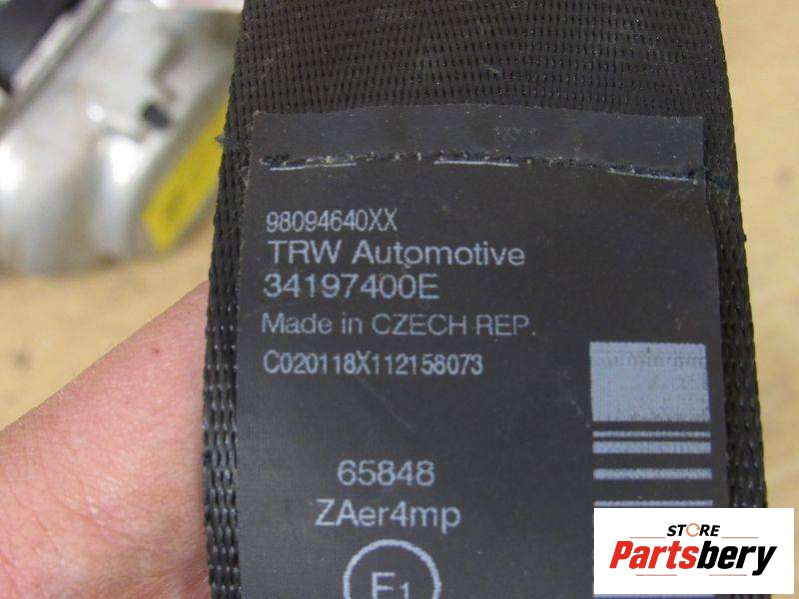 98094640XX
TRW Automotive
34197400E
Made in CZECH REP.
C020118X112158073
65848
ZAer4mp
E1
STORE
Partsbery